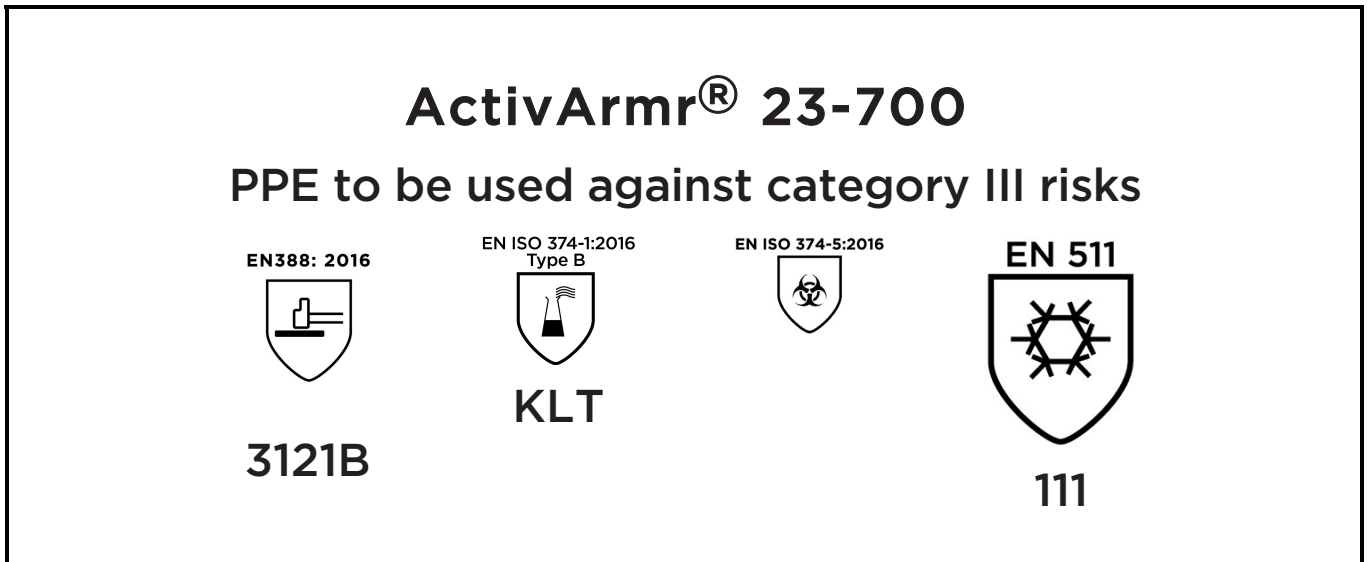 ActivArmr® 23-700
PPE to be used against category III risks
EN388: 2016
3121B
EN ISO 374-1:2016
Type B
KLT
EN ISO 374-5:2016
EN 511
111